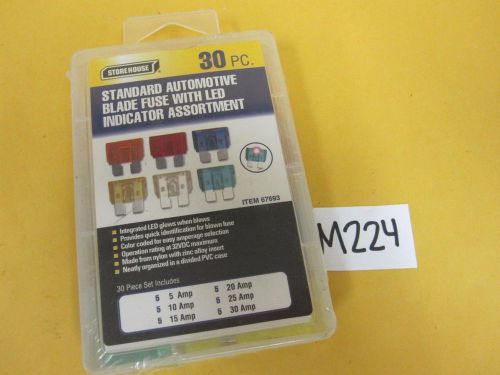 STOREHOUSE
30 PC.
STANDARD AUTOMOTIVE
BLADE FUSE WITH LED
INDICATOR ASSORTMENT
ITEM 67693
• Integrated LED glows when blown
• Provides quick identification for blown fuse
• Color coded for easy amperage selection
• Operation rating at 32VDC maximum
• Made from nylon with zinc alloy insert
• Neatly organized in a divided PVC case
30 Piece Set Includes
5 5 Amp 5 20 Amp
5 10 Amp 5 25 Amp
5 15 Amp 5 30 Amp
M224